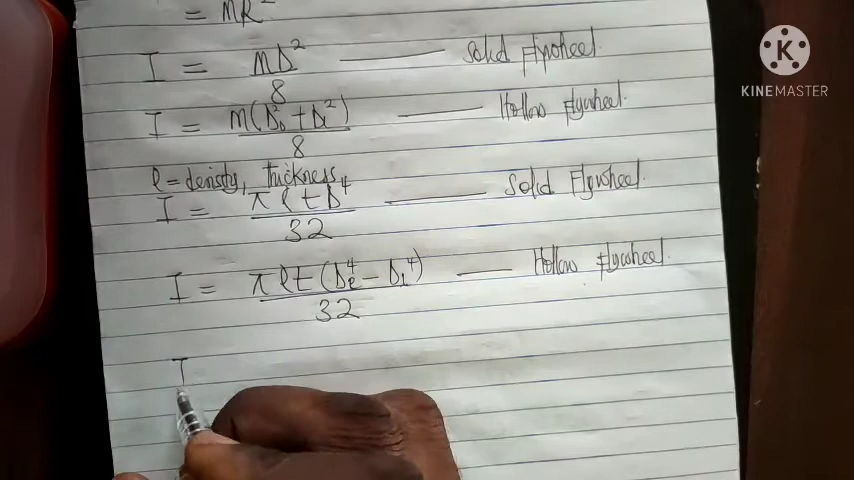 = MR²
I = MD²/8 —— Solid Flywheel.
I = M(D₀² + Dᵢ²)/8 —— Hollow flywheel.
ρ = density, thickness
I = πρtD⁴/32 —— Solid Flywheel.
I = πρt(Dₑ⁴ - Dᵢ⁴)/32 —— Hollow flywheel.
I
K
KINEMASTER